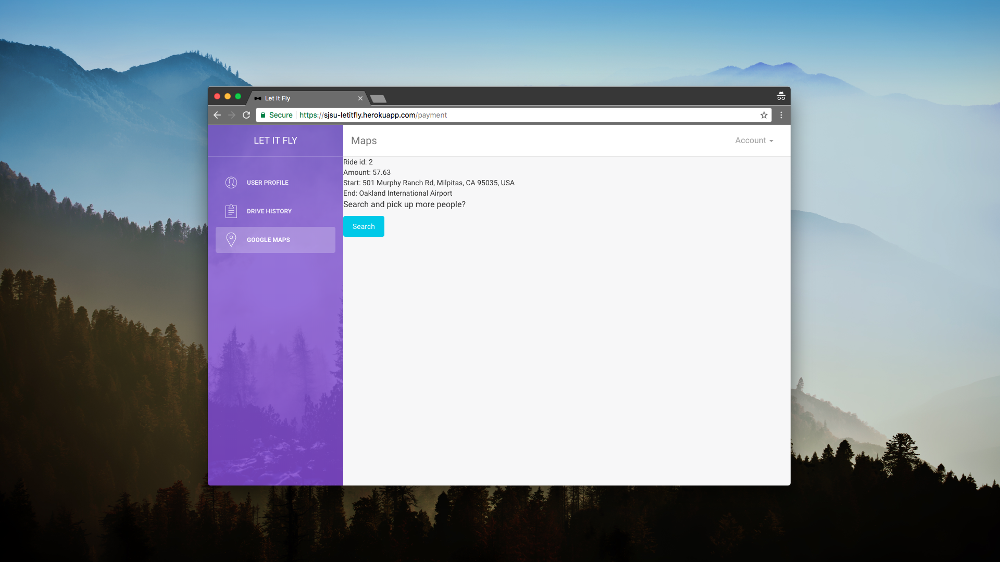 Let It Fly
Secure https://sjsu-letitfly.herokuapp.com/payment
LET IT FLY
Maps
Account
USER PROFILE
DRIVE HISTORY
GOOGLE MAPS
Ride id: 2
Amount: 57.63
Start: 501 Murphy Ranch Rd, Milpitas, CA 95035, USA
End: Oakland International Airport
Search and pick up more people?
Search